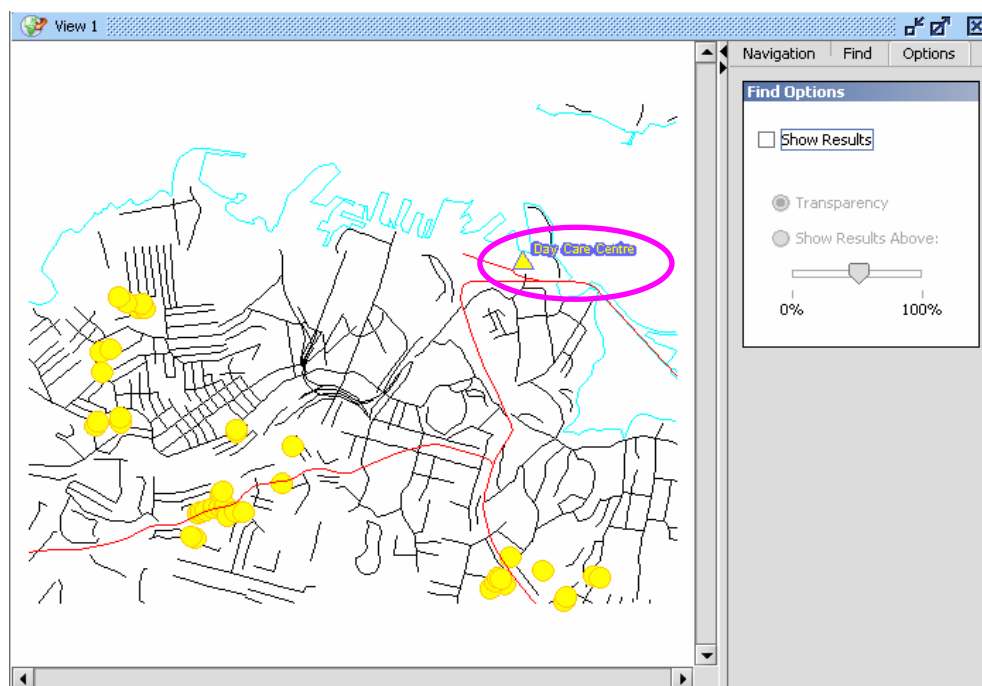 View 1
Navigation Find Options
Find Options
Show Results
Transparency
Show Results Above:
0% 100%
Day Care Centre